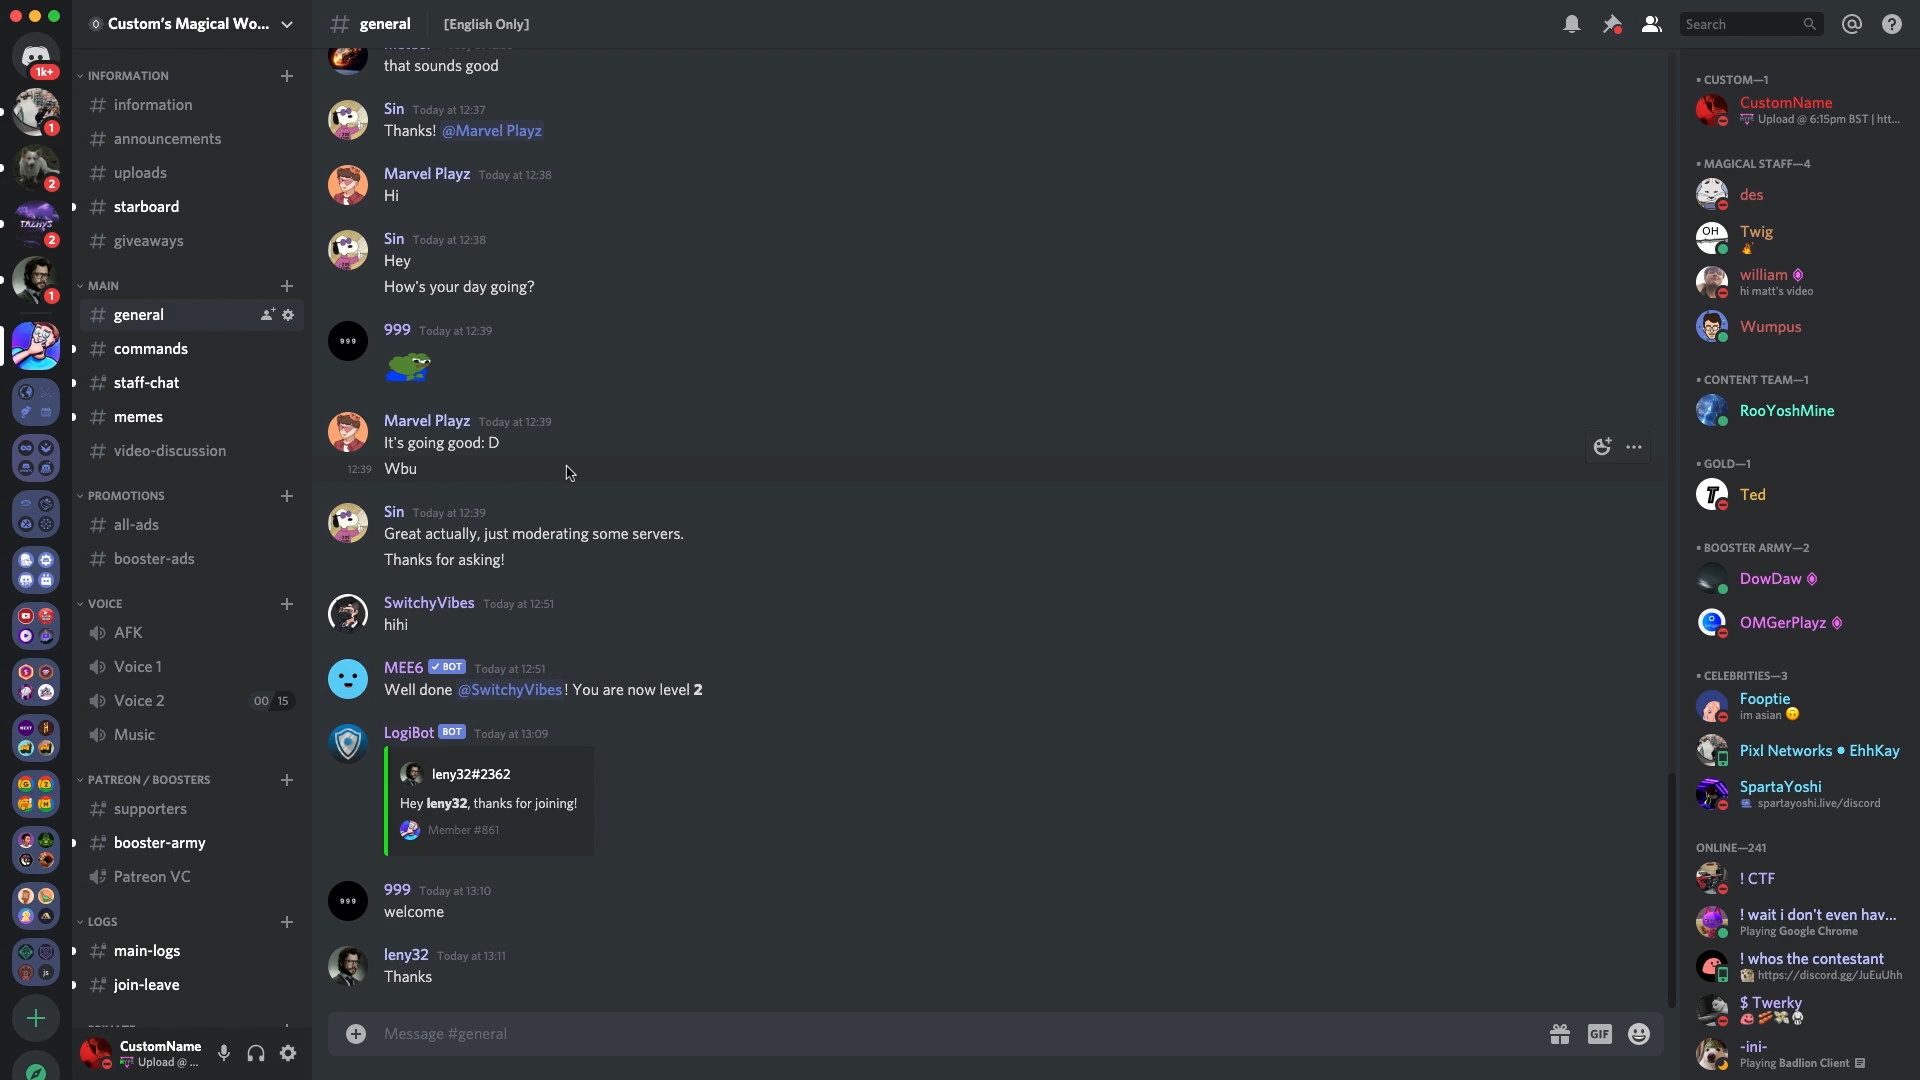 1k+
1
2
TAZHYS
2
1
Custom's Magical Wo...
INFORMATION
information
announcements
uploads
starboard
giveaways
MAIN
general
commands
staff-chat
memes
video-discussion
PROMOTIONS
all-ads
booster-ads
VOICE
AFK
Voice 1
Voice 2 00 15
Music
PATREON / BOOSTERS
supporters
booster-army
Patreon VC
LOGS
main-logs
join-leave
CustomName
Upload @ ...
# general [English Only]
Search
that sounds good
Sin Today at 12:37
Thanks! @Marvel Playz
Marvel Playz Today at 12:38
Hi
Sin Today at 12:38
Hey
How's your day going?
999 Today at 12:39
Marvel Playz Today at 12:39
It's going good: D
12:39 Wbu
Sin Today at 12:39
Great actually, just moderating some servers.
Thanks for asking!
SwitchyVibes Today at 12:51
hihi
MEE6 ✓ BOT Today at 12:51
Well done @SwitchyVibes! You are now level 2
LogiBot BOT Today at 13:09
leny32#2362
Hey leny32, thanks for joining!
Member #861
999 Today at 13:10
welcome
leny32 Today at 13:11
Thanks
Message #general
GIF
• CUSTOM—1
CustomName
Upload @ 6:15pm BST | htt...
• MAGICAL STAFF—4
des
OH
Twig
william
hi matt's video
Wumpus
• CONTENT TEAM—1
RooYoshMine
• GOLD—1
Ted
• BOOSTER ARMY—2
DowDaw
OMGerPlayz
• CELEBRITIES—3
Fooptie
im asian
Pixl Networks • EhhKay
SpartaYoshi
spartayoshi.live/discord
ONLINE—241
! CTF
! wait i don't even hav...
Playing Google Chrome
! whos the contestant
https://discord.gg/JuEuUhh
$ Twerky
-ini-
Playing Badlion Client